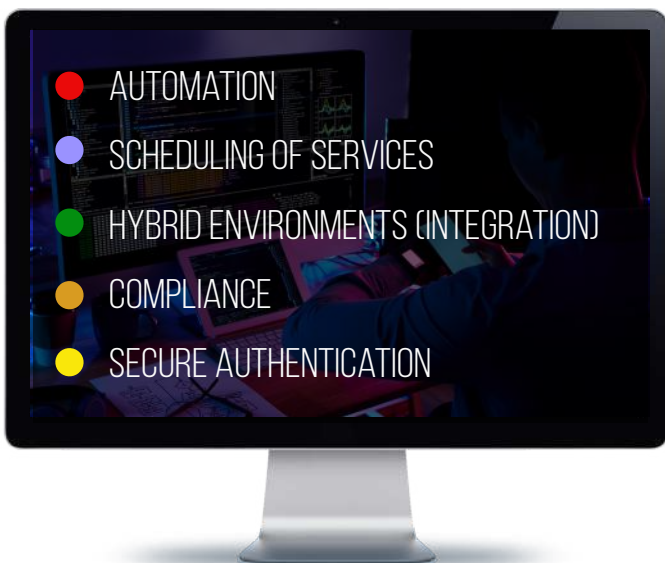 AUTOMATION
SCHEDULING OF SERVICES
HYBRID ENVIRONMENTS (INTEGRATION)
COMPLIANCE
SECURE AUTHENTICATION